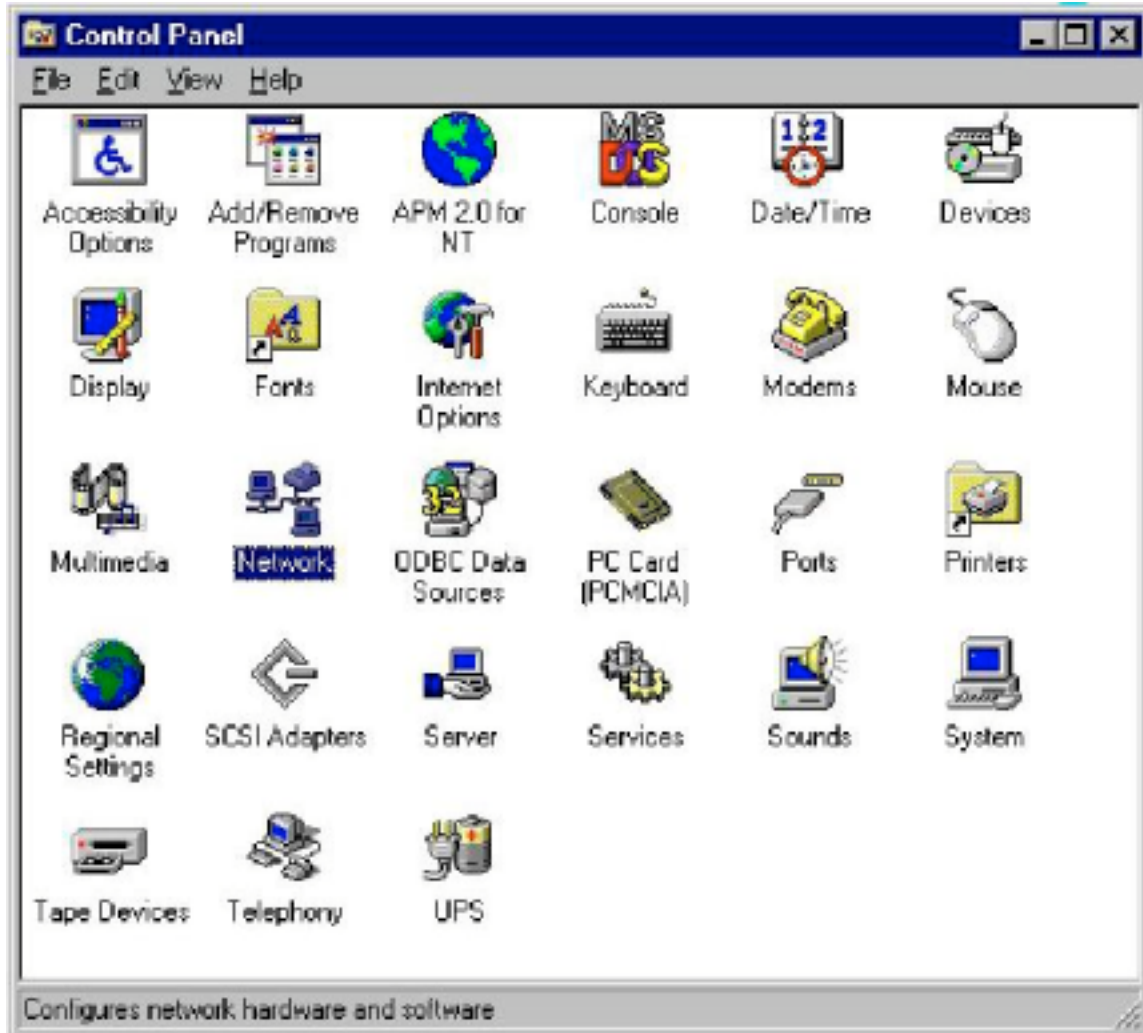 Control Panel
File Edit View Help
MS DOS 1 2
Accessibility Options Add/Remove Programs APM 2.0 for NT Console Date/Time Devices
Display Fonts Internet Options Keyboard Modems Mouse
32
Multimedia Network ODBC Data Sources PC Card (PCMCIA) Ports Printers
Regional Settings SCSI Adapters Server Services Sounds System
Tape Devices Telephony UPS
Configures network hardware and software